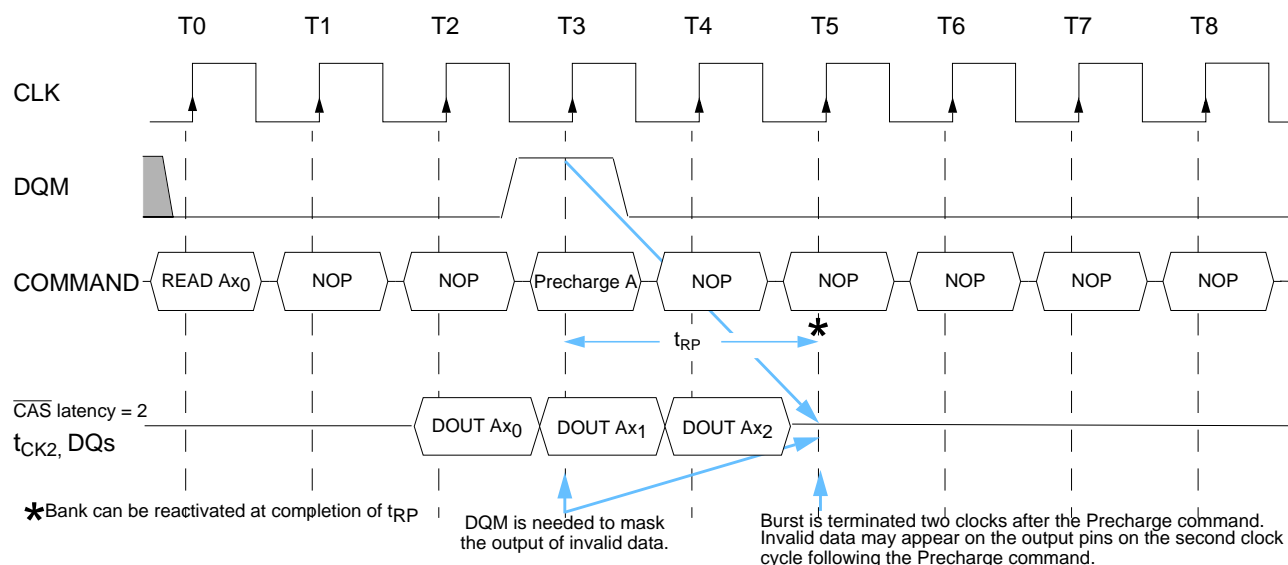 T0 T1 T2 T3 T4 T5 T6 T7 T8
CLK
DQM
COMMAND READ Ax0 NOP NOP Precharge A NOP NOP NOP NOP NOP
*
tRP
CAS latency = 2
tCK2, DQs
DOUT Ax0 DOUT Ax1 DOUT Ax2
*Bank can be reactivated at completion of tRP
DQM is needed to mask
the output of invalid data.
Burst is terminated two clocks after the Precharge command.
Invalid data may appear on the output pins on the second clock
cycle following the Precharge command.